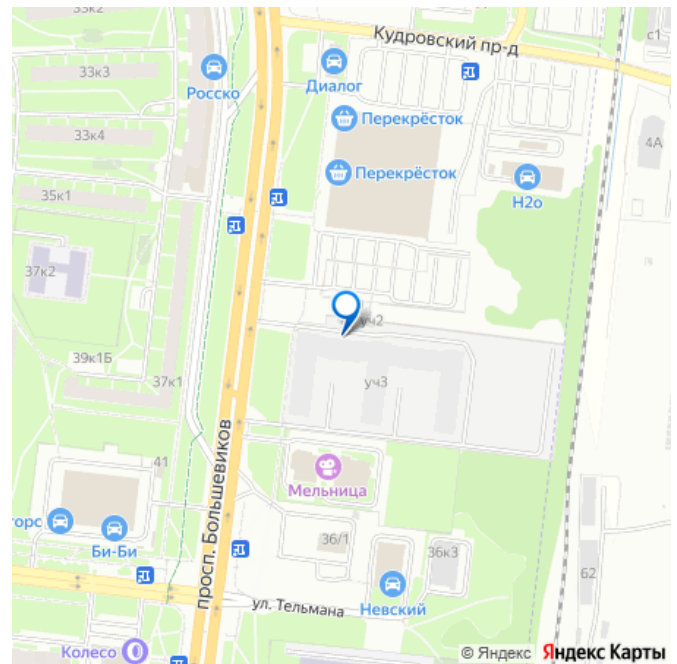 33к2
Кудровский пр-д
с1
33к3
Росско
Диалог
Перекрёсток
33к4
4А
Перекрёсток
35к1
Н2о
37к2
уч2
39к1Б
37к1
уч3
просп. Большевиков
41
Мельница
торс
Би-Би
36/1
36к3
62
ул. Тельмана
Невский
Колесо
© Яндекс Яндекс Карты